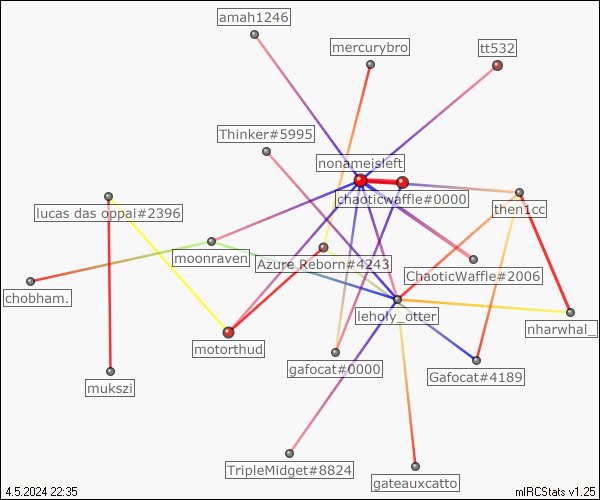 amah1246
mercurybro
tt532
Thinker#5995
nonameisleft
chaoticwaffle#0000
then1cc
lucas das oppai#2396
moonraven
Azure Reborn#4243
ChaoticWaffle#2006
chobham.
leholy_otter
nharwhal_
motorthud
gafocat#0000
Gafocat#4189
mukszi
TripleMidget#8824
gateauxcatto
4.5.2024 22:35
mIRCStats v1.25